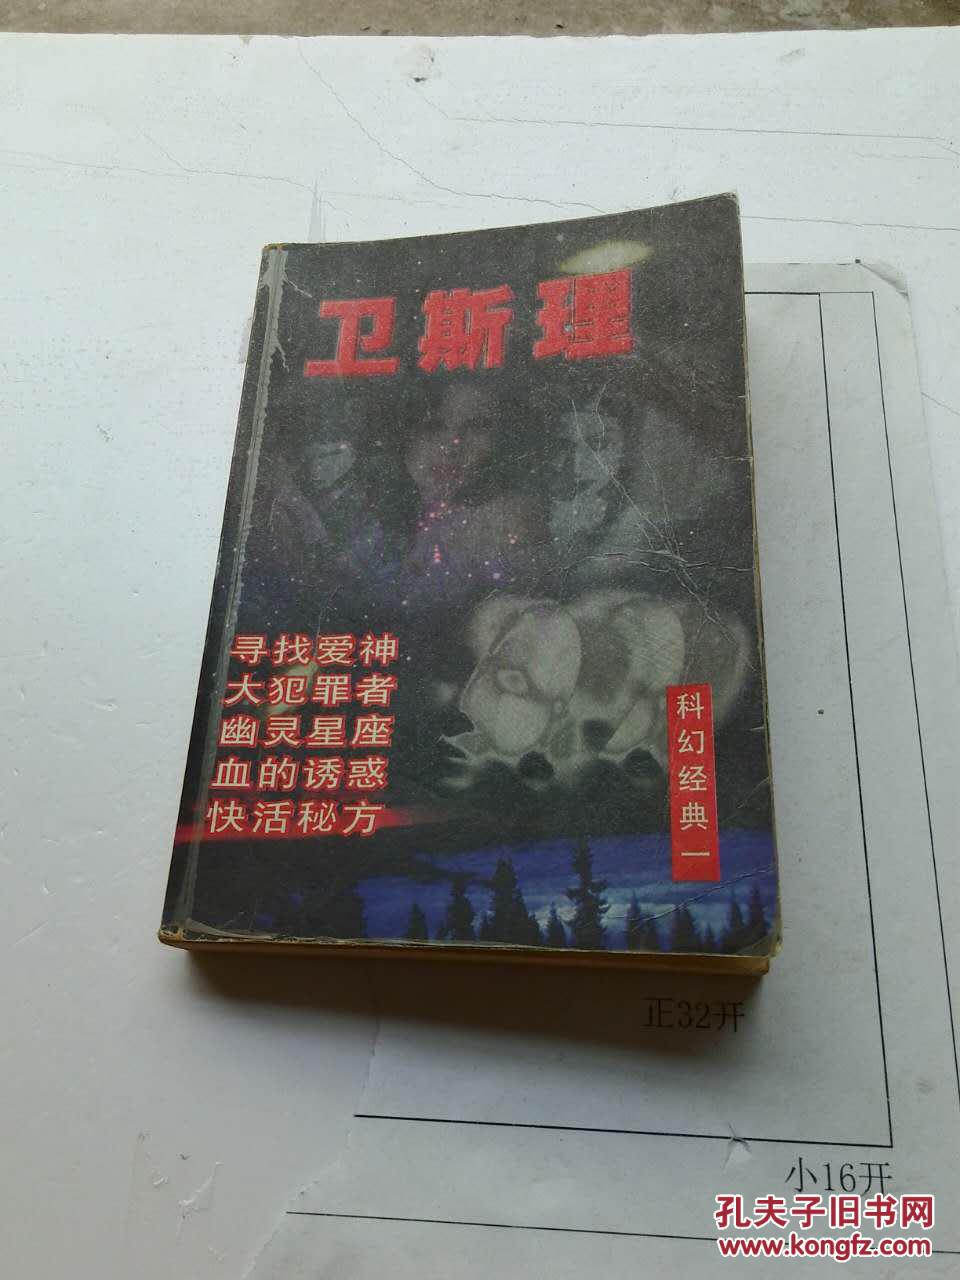 卫斯理
寻找爱神
大犯罪者
幽灵星座
血的诱惑
快活秘方
科幻经典一
正32开
小16开
孔夫子旧书网
www.kongfz.com